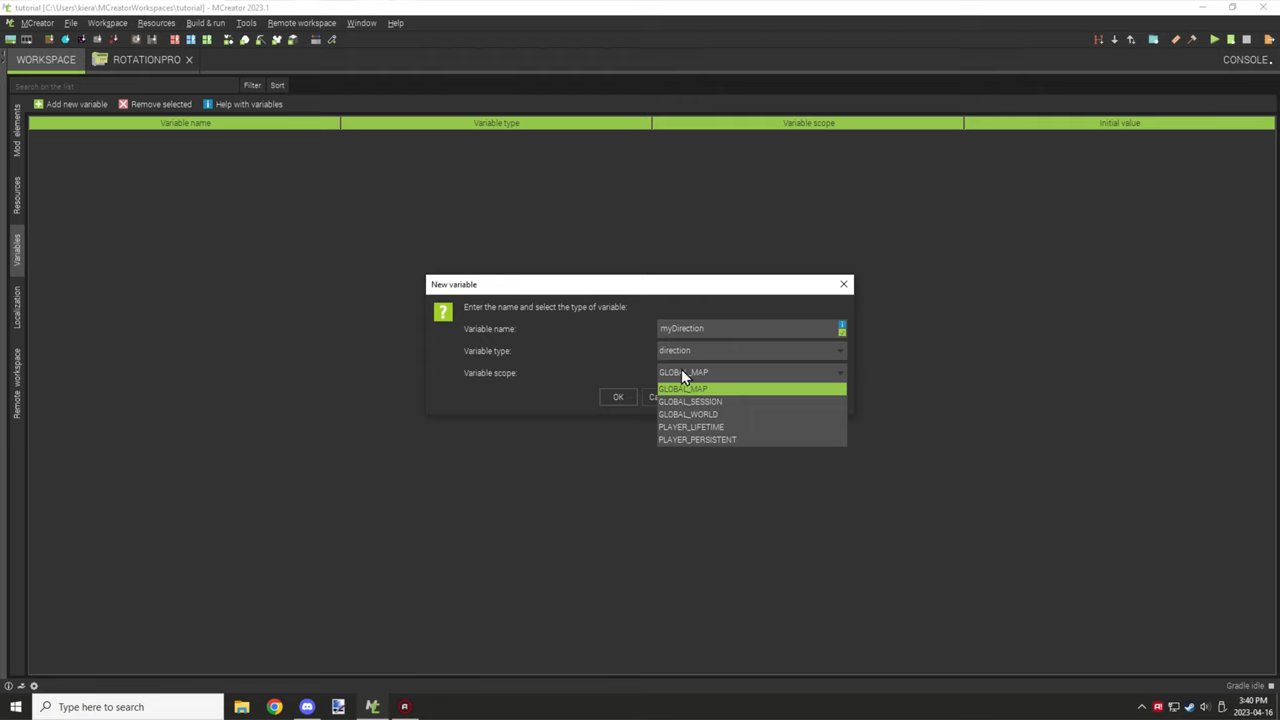 tutorial [C:\Users\kiera\MCreatorWorkspaces\tutorial] - MCreator 2023.1
MCreator File Workspace Resources Build & run Tools Remote workspace Window Help
WORKSPACE ROTATIONPRO CONSOLE
Search on the list Filter Sort
Add new variable Remove selected Help with variables
Variable name Variable type Variable scope Initial value
Mod elements
Resources
Variables
Localization
Remote workspace
New variable
Enter the name and select the type of variable:
Variable name: myDirection
Variable type: direction
Variable scope: GLOBAL_MAP
OK
GLOBAL_MAP
GLOBAL_SESSION
GLOBAL_WORLD
PLAYER_LIFETIME
PLAYER_PERSISTENT
Gradle idle
Type here to search
3:40 PM
2023-04-16